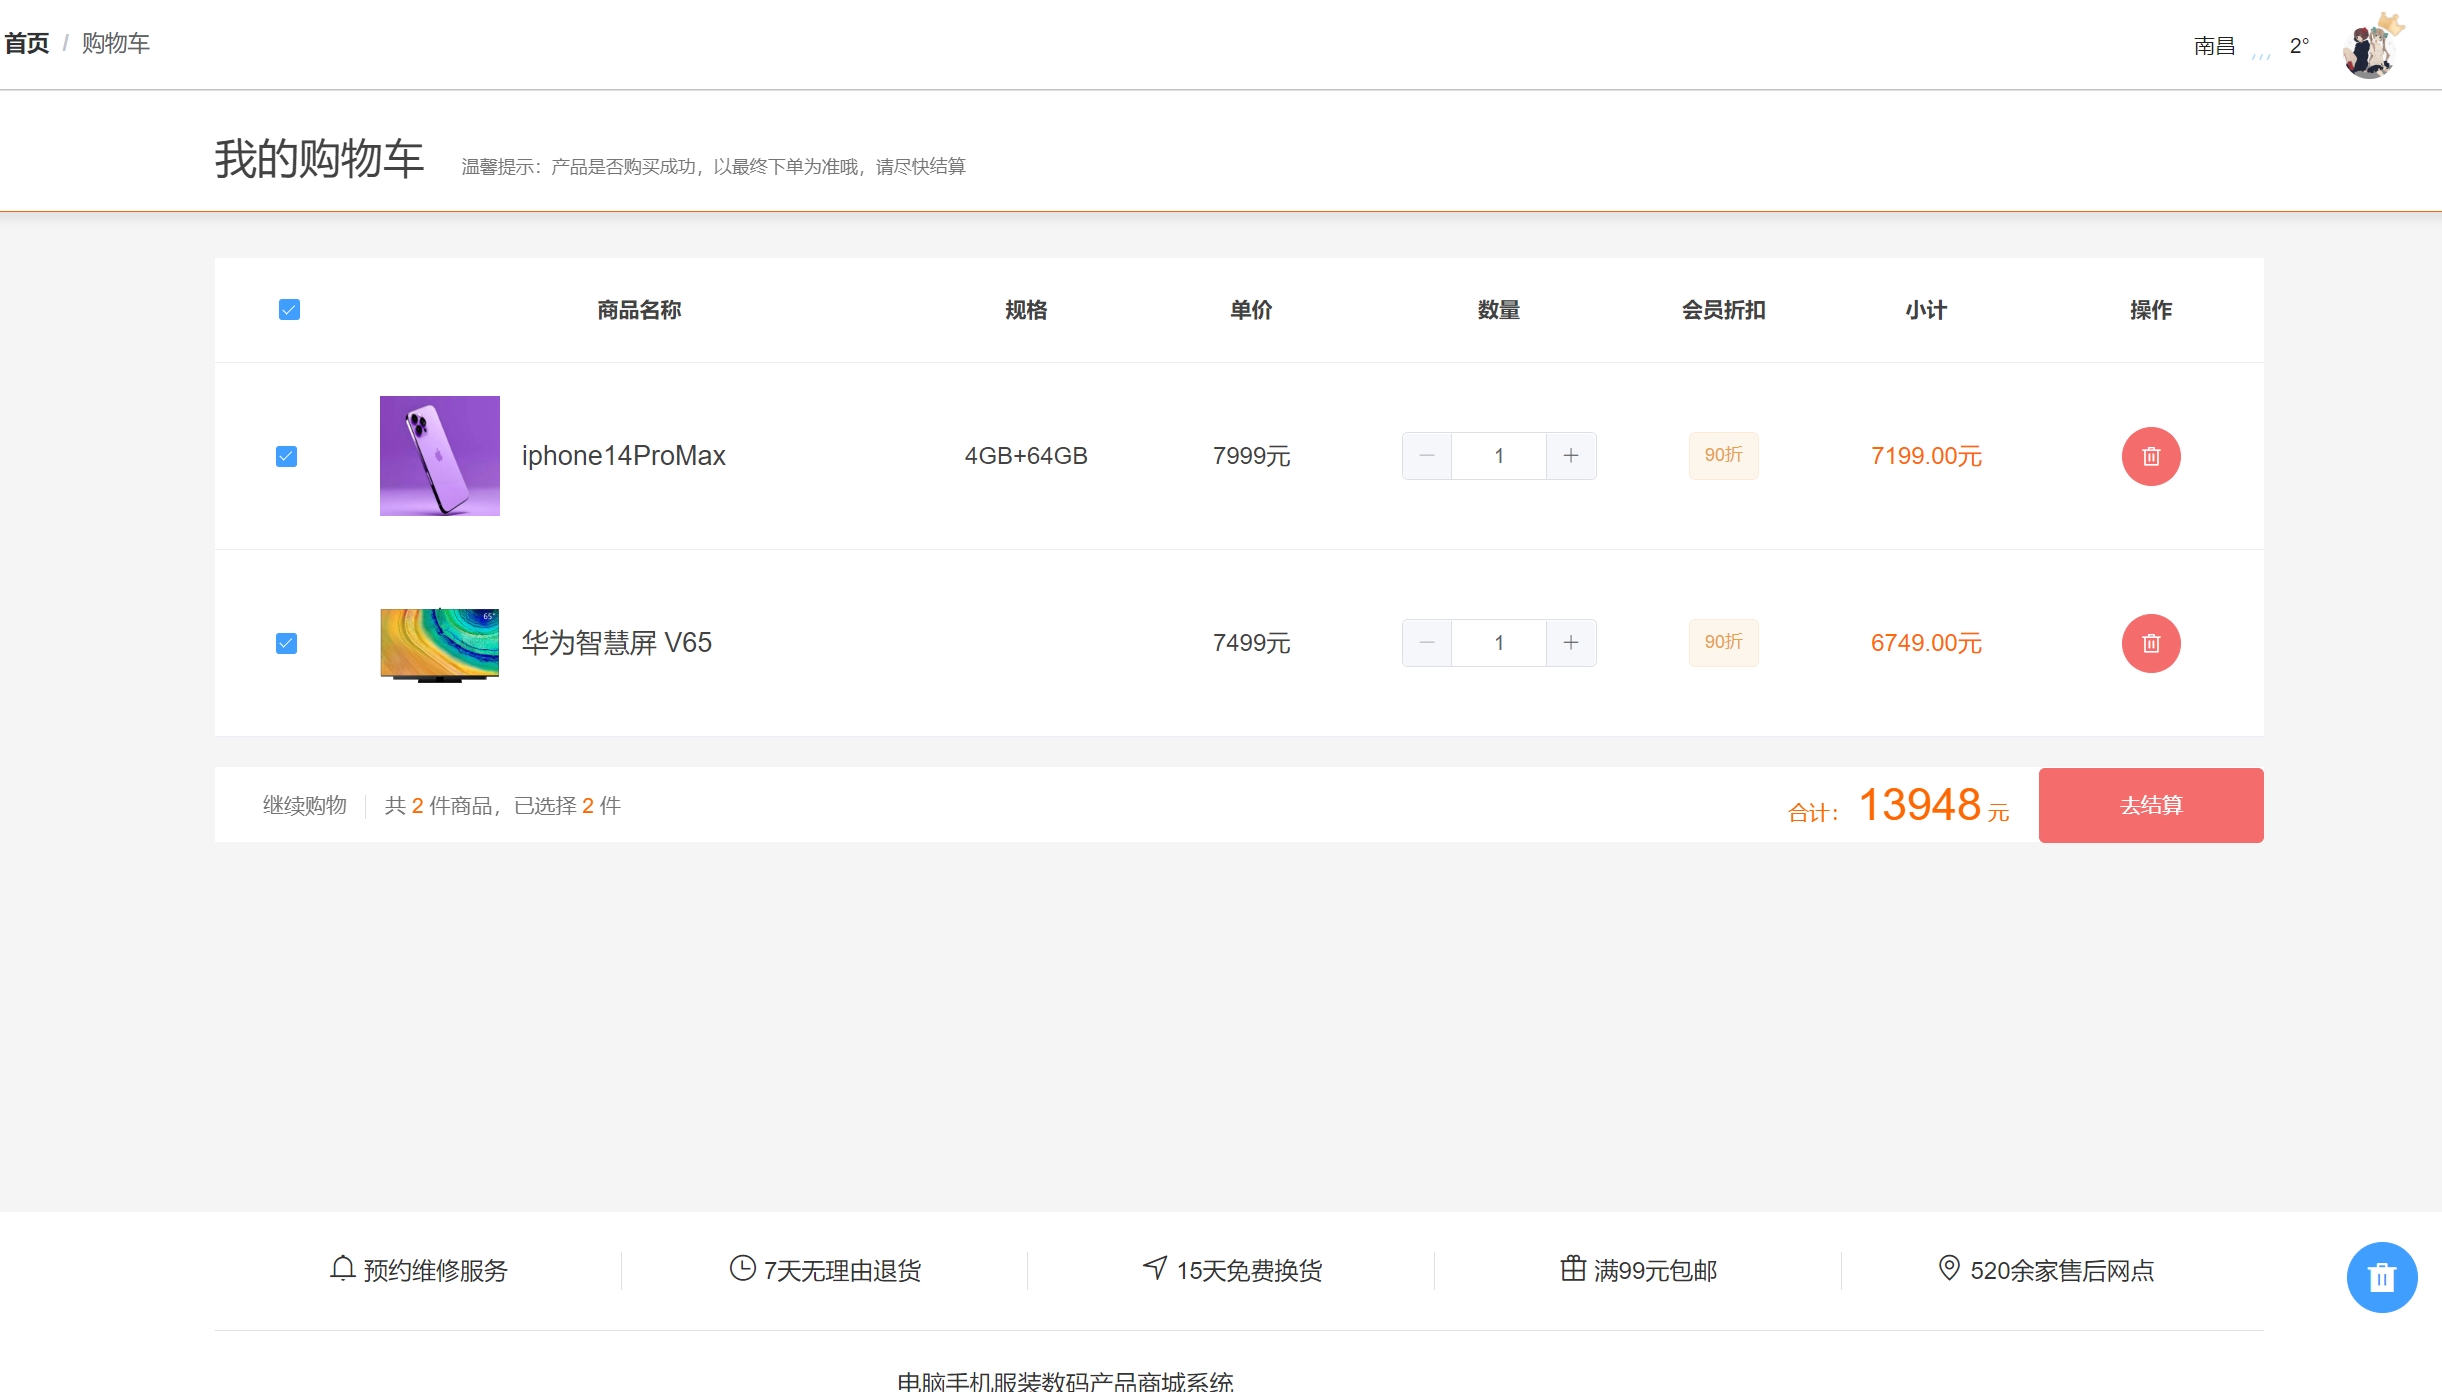 首页 / 购物车
南昌 2°
我的购物车 温馨提示：产品是否购买成功，以最终下单为准哦，请尽快结算
商品名称 规格 单价 数量 会员折扣 小计 操作
iphone14ProMax 4GB+64GB 7999元 1 90折 7199.00元
65"
华为智慧屏 V65 7499元 1 90折 6749.00元
继续购物 共 2 件商品，已选择 2 件 合计： 13948 元 去结算
预约维修服务 7天无理由退货 15天免费换货 满99元包邮 520余家售后网点
电脑手机服装数码产品商城系统